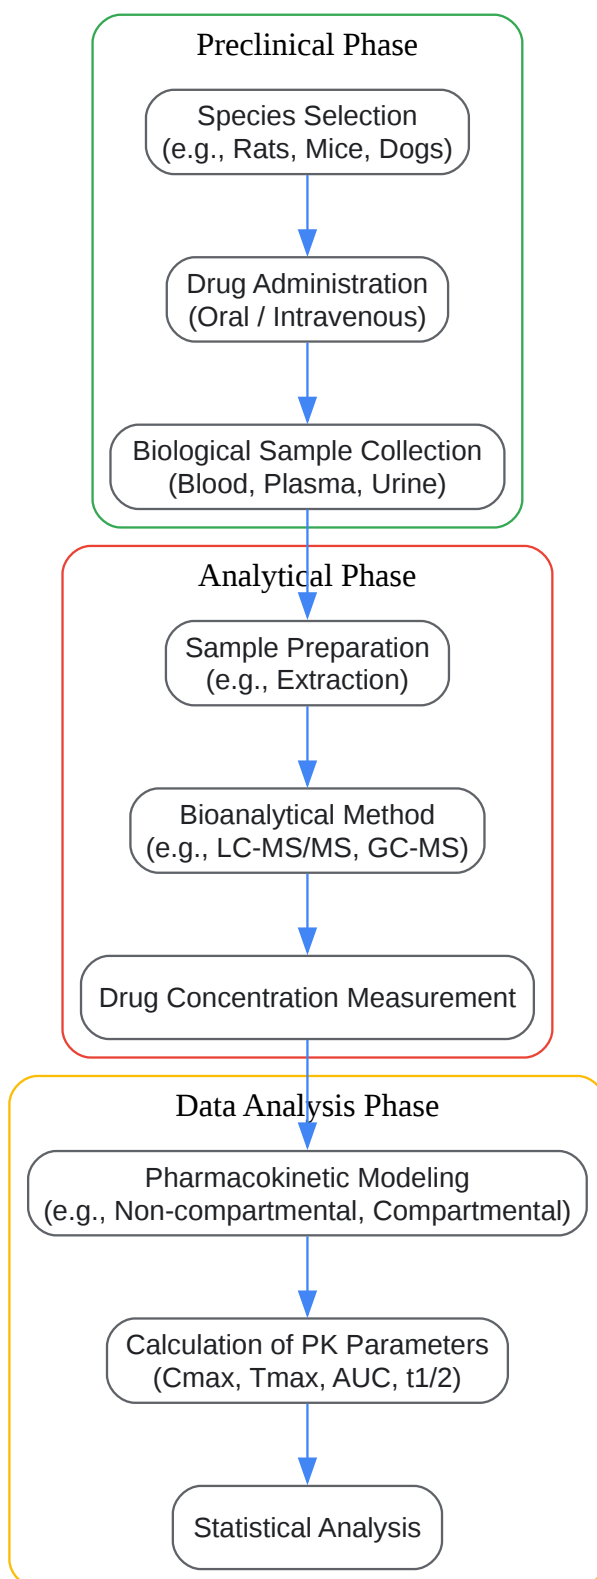 Preclinical Phase
Species Selection
(e.g., Rats, Mice, Dogs)
Drug Administration
(Oral / Intravenous)
Biological Sample Collection
(Blood, Plasma, Urine)
Analytical Phase
Sample Preparation
(e.g., Extraction)
Bioanalytical Method
(e.g., LC-MS/MS, GC-MS)
Drug Concentration Measurement
Data Analysis Phase
Pharmacokinetic Modeling
(e.g., Non-compartmental, Compartmental)
Calculation of PK Parameters
(Cmax, Tmax, AUC, t1/2)
Statistical Analysis